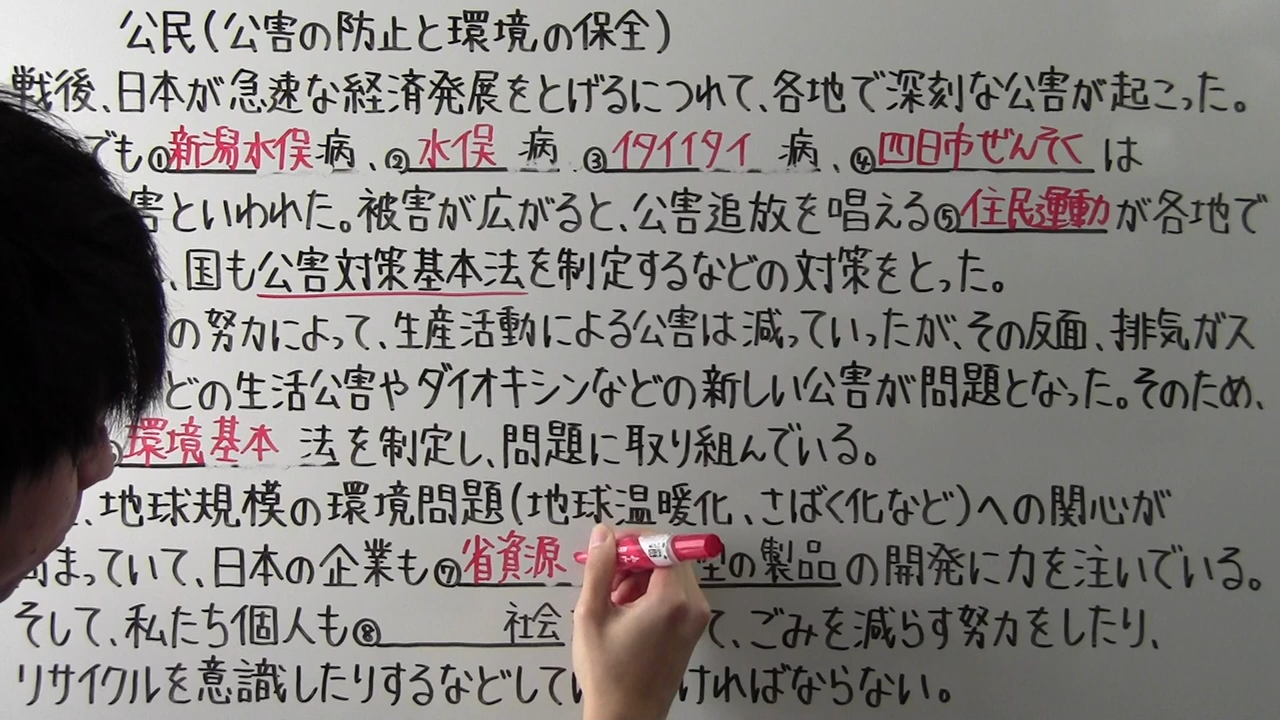 公民(公害の防止と環境の保全)
戦後、日本が急速な経済発展をとげるにつれて、各地で深刻な公害が起こった。
でも①新潟水俣病、②水俣病、③イタイイタイ病、④四日市ぜんそくは
害といわれた。被害が広がると、公害追放を唱える⑤住民運動が各地で
、国も公害対策基本法を制定するなどの対策をとった。
の努力によって、生産活動による公害は減っていったが、その反面、排気ガス
どの生活公害やダイオキシンなどの新しい公害が問題となった。そのため、
環境基本法を制定し、問題に取り組んでいる。
、地球規模の環境問題(地球温暖化、さばく化など)への関心が
まっていて、日本の企業も⑦省資源 の製品の開発に力を注いでいる。
そして、私たち個人も⑧ 社会 て、ごみを減らす努力をしたり、
リサイクルを意識したりするなどして ければならない。